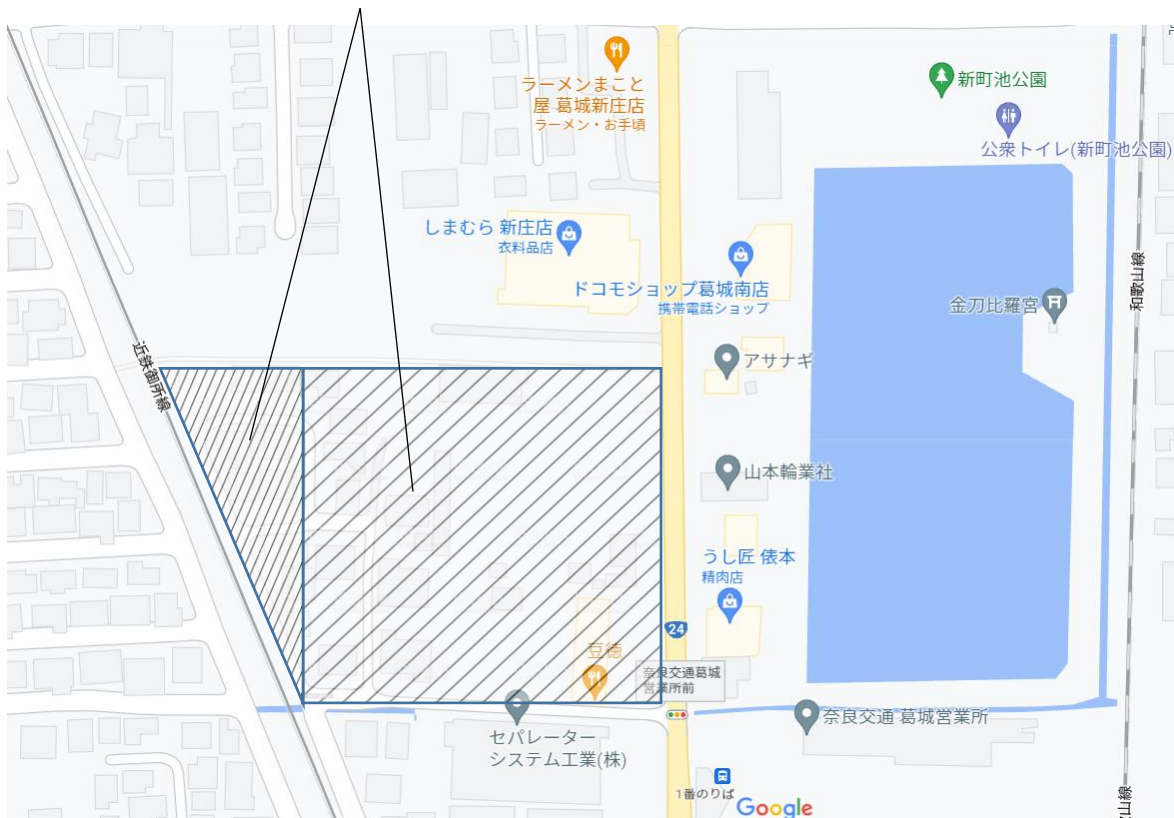 ラーメンまこと
屋 葛城新庄店
ラーメン・お手頃
新町池公園
公衆トイレ(新町池公園)
しまむら 新庄店
衣料品店
ドコモショップ葛城南店
携帯電話ショップ
和歌山線
金刀比羅宮
近鉄御所線
アサナギ
山本輪業社
うし匠 俵本
精肉店
24
豆徳
奈良交通葛城
営業所前
奈良交通 葛城営業所
セパレーター
システム工業(株)
1番のりば
Google
山線